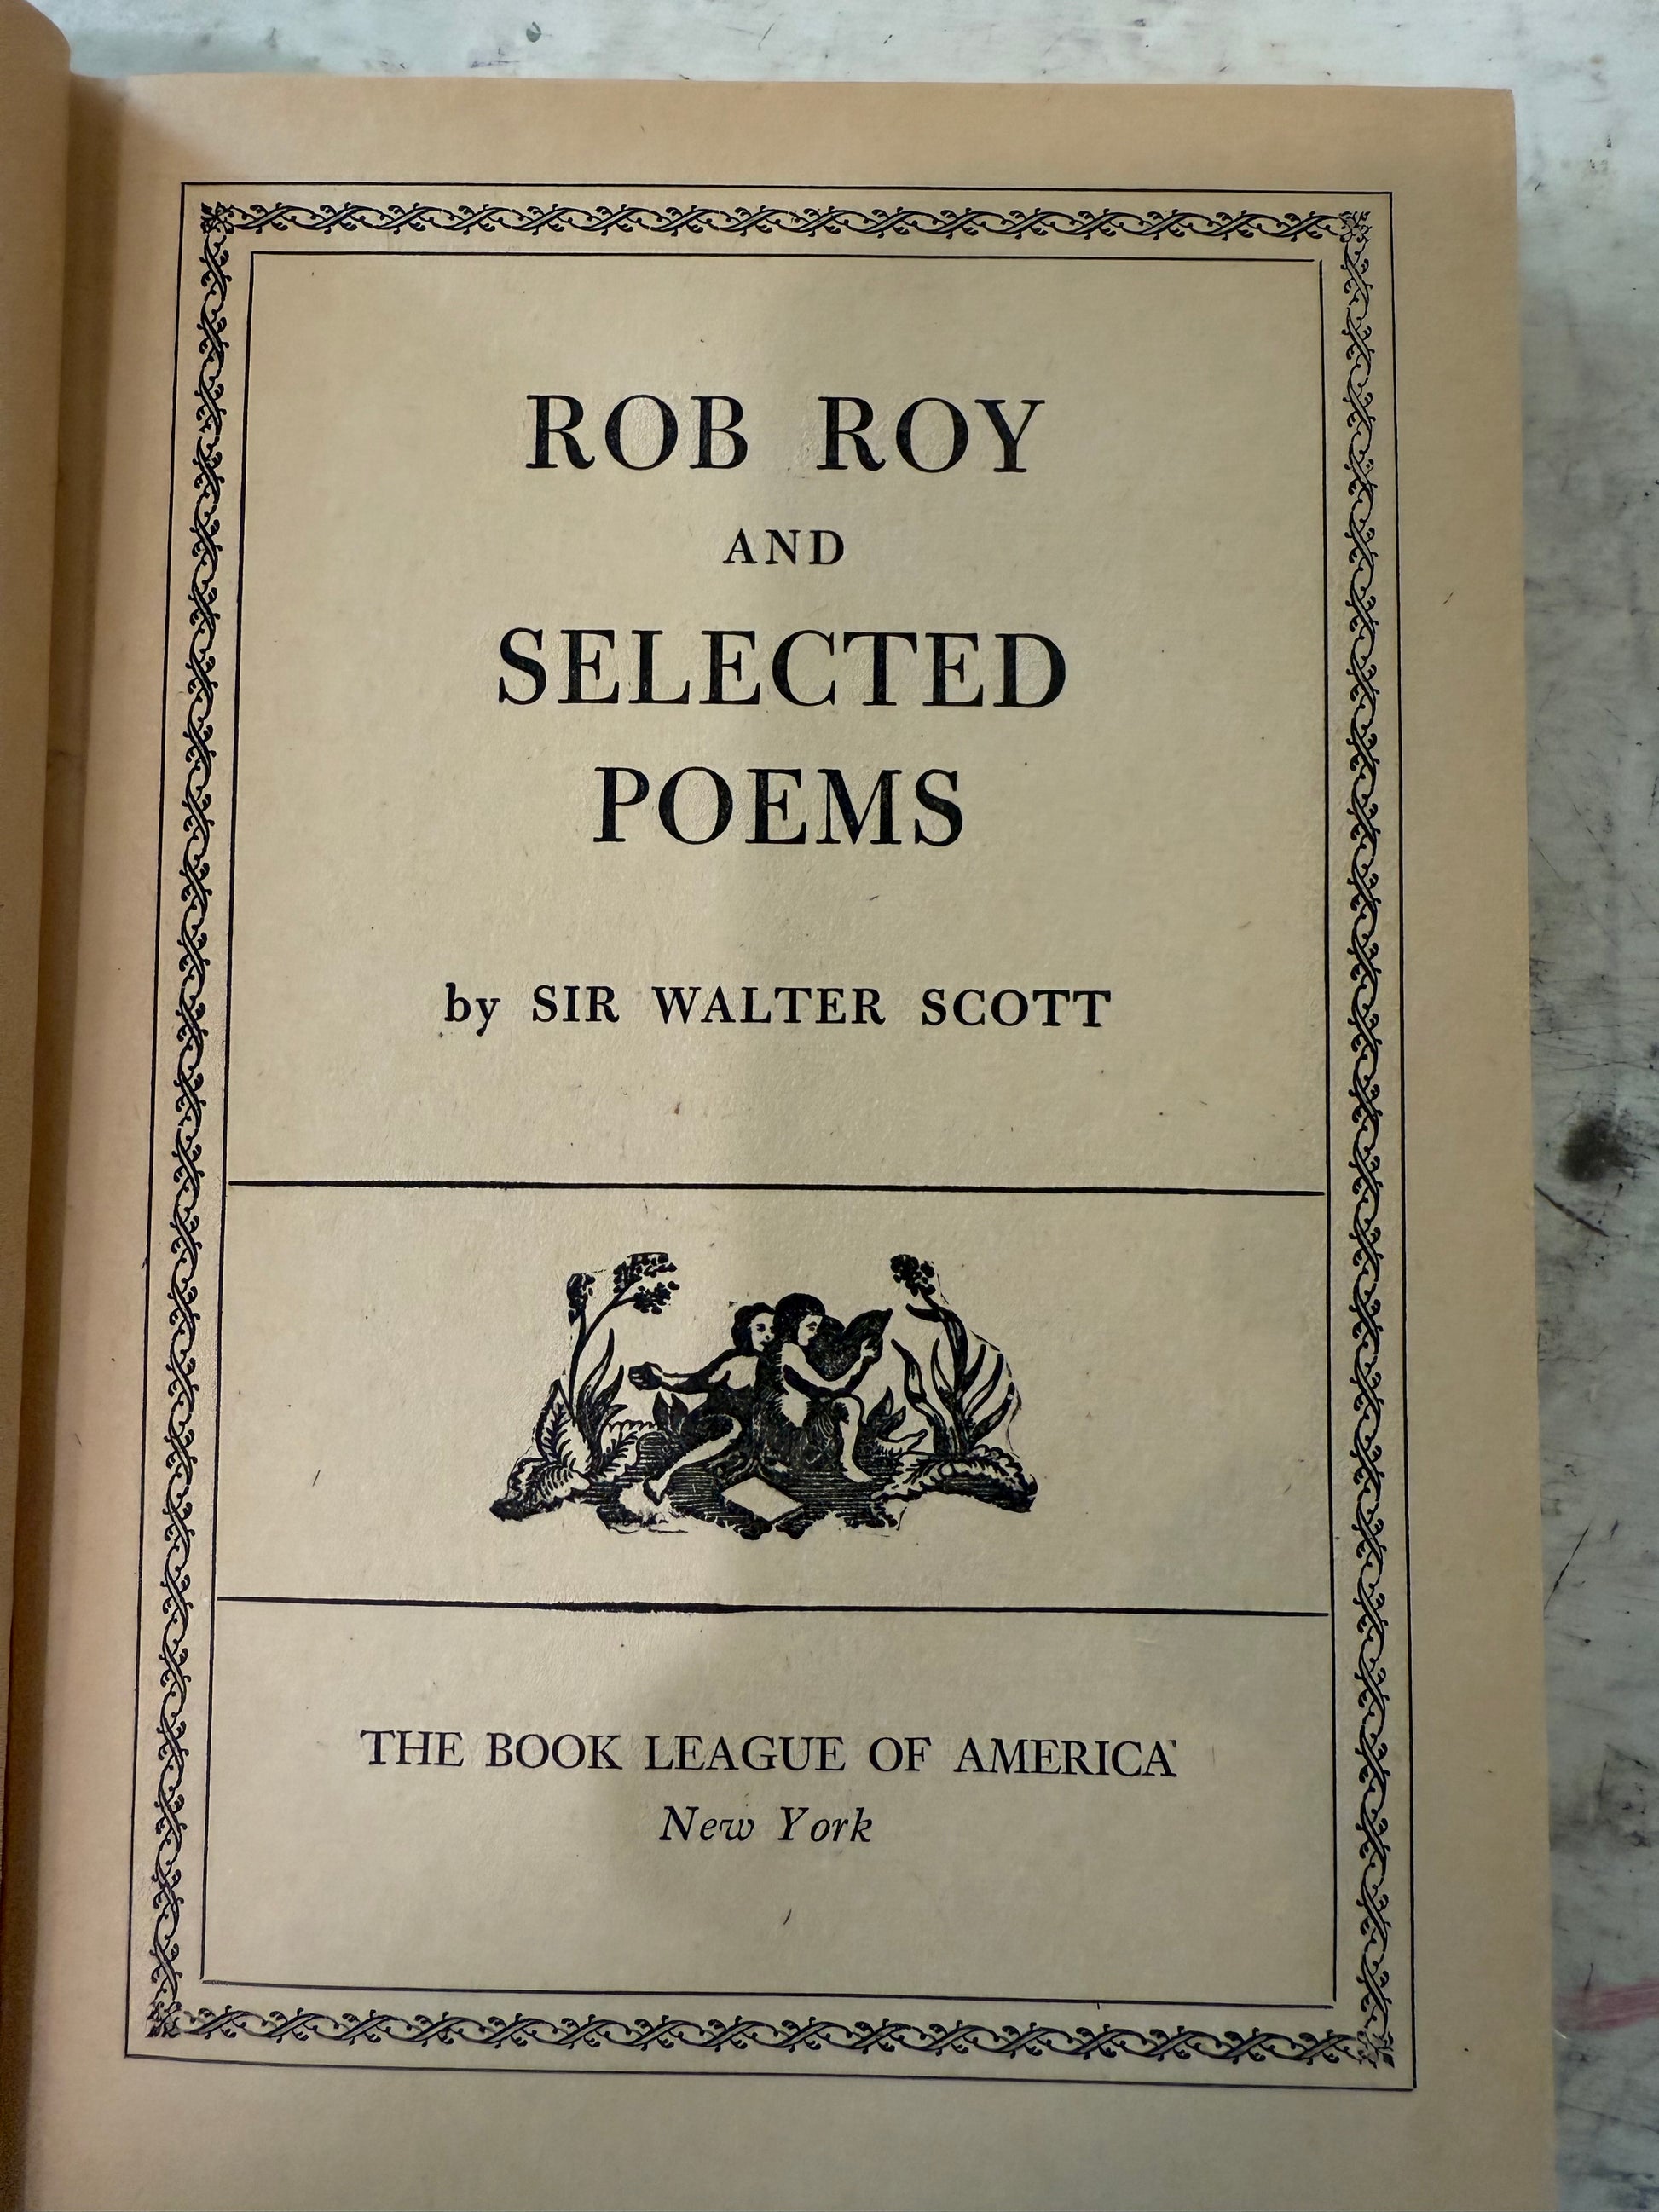 ROB ROY
AND
SELECTED
POEMS
by SIR WALTER SCOTT
THE BOOK LEAGUE OF AMERICA
New York